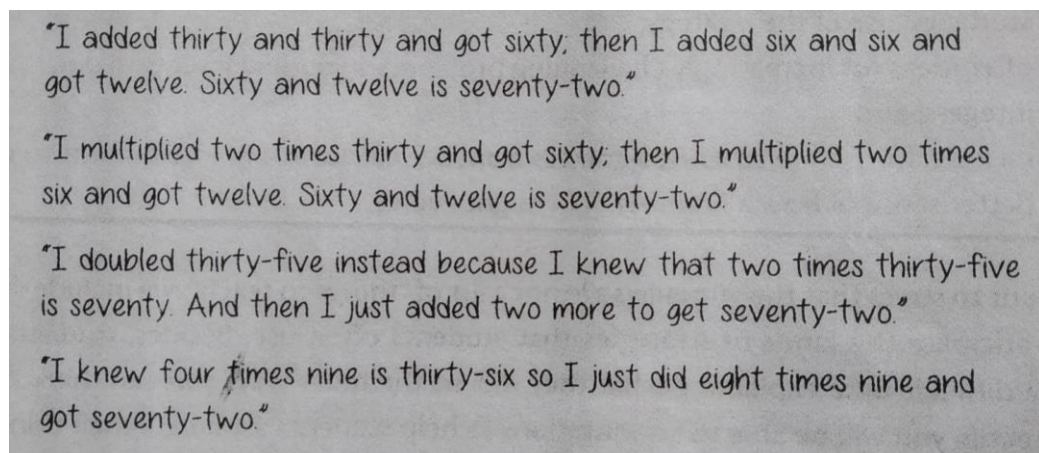 "I added thirty and thirty and got sixty; then I added six and six and
got twelve. Sixty and twelve is seventy-two."
"I multiplied two times thirty and got sixty; then I multiplied two times
six and got twelve. Sixty and twelve is seventy-two."
"I doubled thirty-five instead because I knew that two times thirty-five
is seventy. And then I just added two more to get seventy-two."
"I knew four times nine is thirty-six so I just did eight times nine and
got seventy-two."